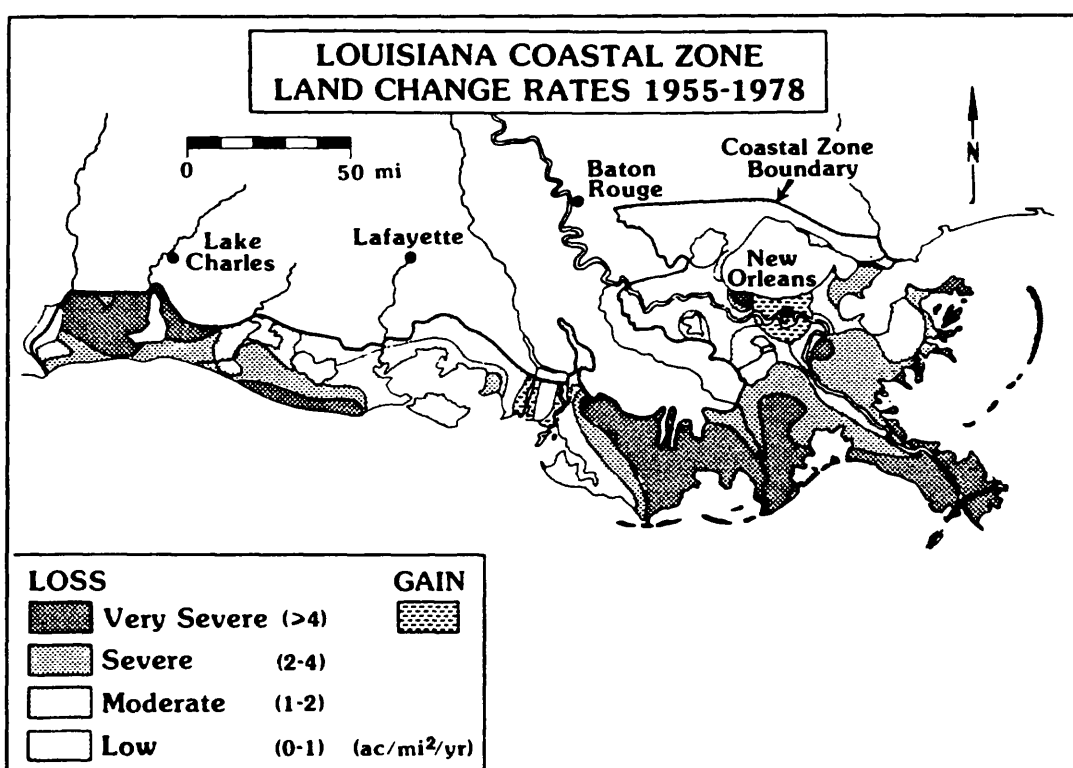 LOUISIANA COASTAL ZONE
LAND CHANGE RATES 1955-1978
0 50 mi
Coastal Zone
Boundary
N
Baton
Rouge
Lake
Charles
Lafayette
New
Orleans
LOSS GAIN
Very Severe (>4)
Severe (2-4)
Moderate (1-2)
Low (0-1) (ac/mi²/yr)